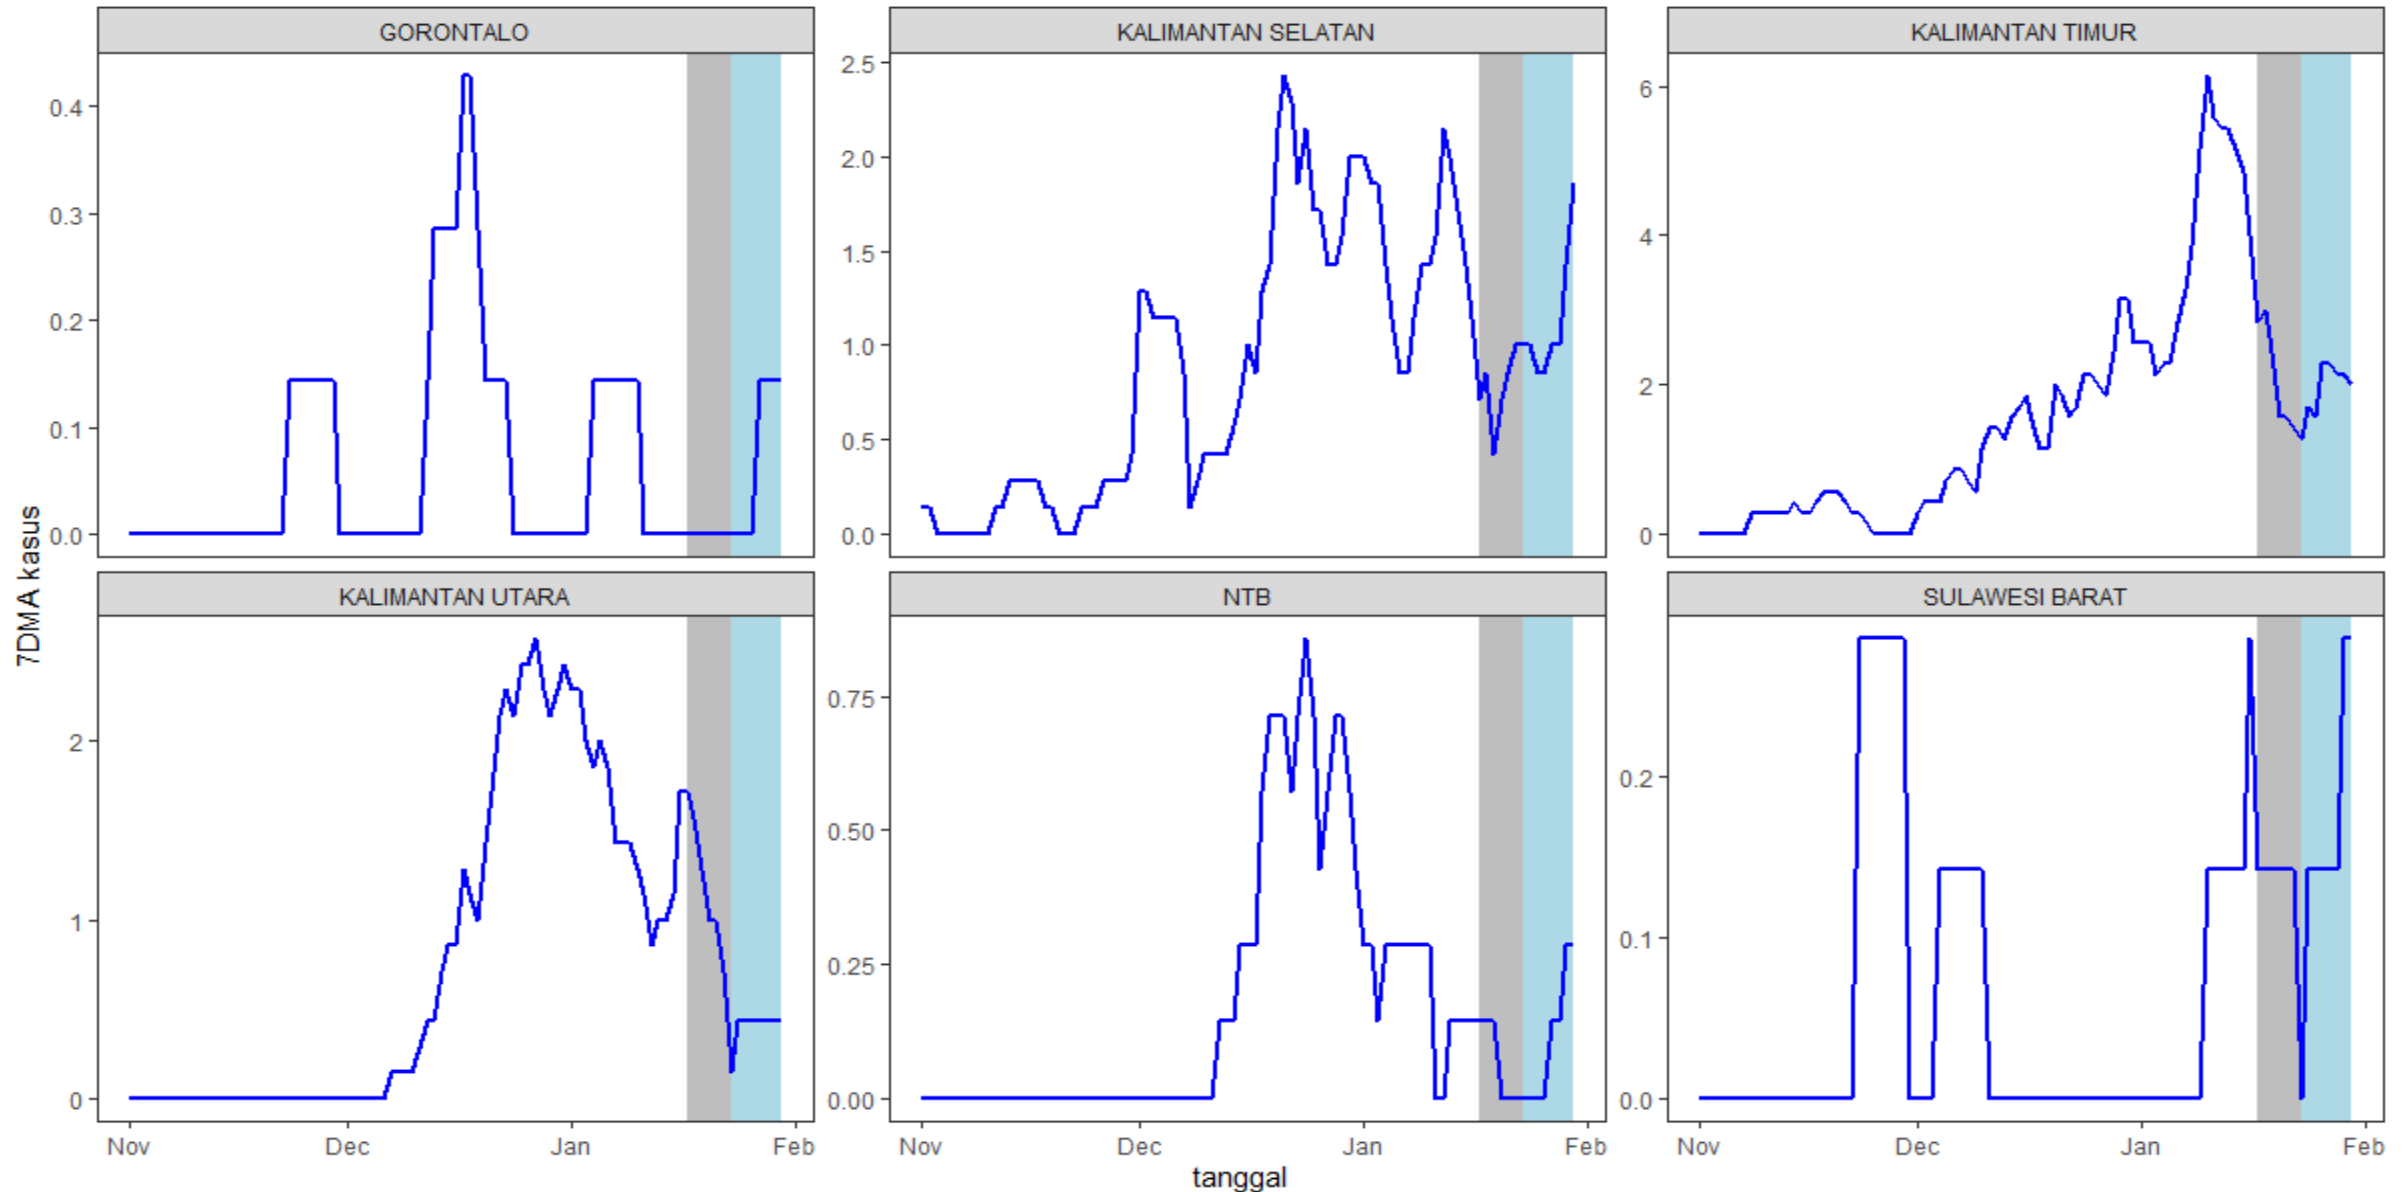 GORONTALO
KALIMANTAN SELATAN
KALIMANTAN TIMUR
0.4
0.3
0.2
0.1
0.0
2.5
2.0
1.5
1.0
0.5
0.0
6
4
2
0
7DMA kasus
KALIMANTAN UTARA
NTB
SULAWESI BARAT
2
1
0
0.75
0.50
0.25
0.00
0.2
0.1
0.0
Nov Dec Jan Feb
Nov Dec Jan Feb
Nov Dec Jan Feb
tanggal